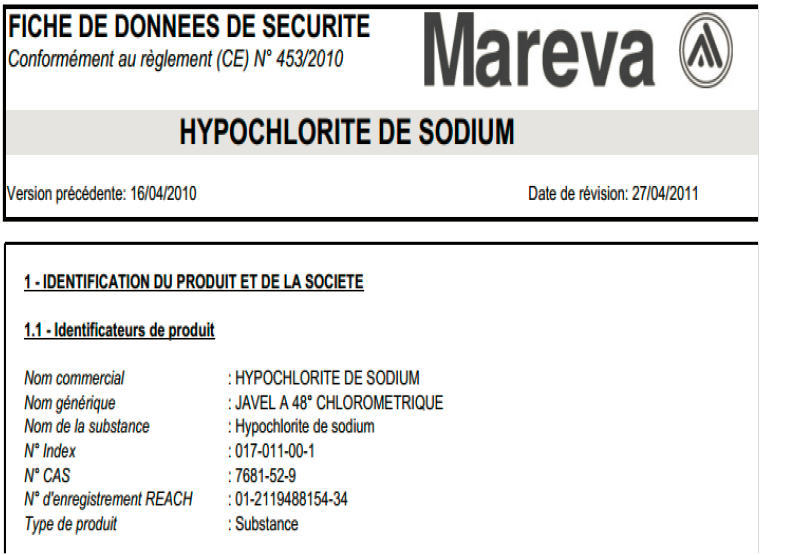 FICHE DE DONNEES DE SECURITE
Conformément au règlement (CE) N° 453/2010
Mareva
HYPOCHLORITE DE SODIUM
Version précédente: 16/04/2010 Date de révision: 27/04/2011
1 - IDENTIFICATION DU PRODUIT ET DE LA SOCIETE
1.1 - Identificateurs de produit
Nom commercial : HYPOCHLORITE DE SODIUM
Nom générique : JAVEL A 48° CHLOROMETRIQUE
Nom de la substance : Hypochlorite de sodium
N° Index : 017-011-00-1
N° CAS : 7681-52-9
N° d'enregistrement REACH : 01-2119488154-34
Type de produit : Substance